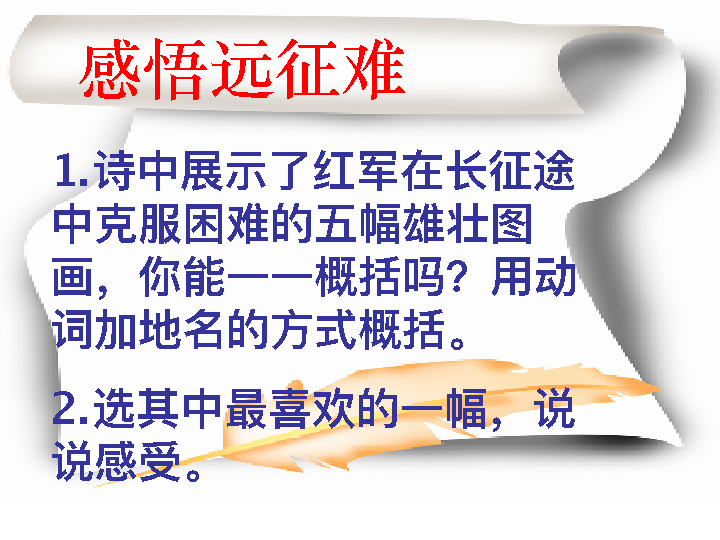 感悟远征难
1.诗中展示了红军在长征途
中克服困难的五幅雄壮图
画，你能一一概括吗？用动
词加地名的方式概括。
2.选其中最喜欢的一幅，说
说感受。